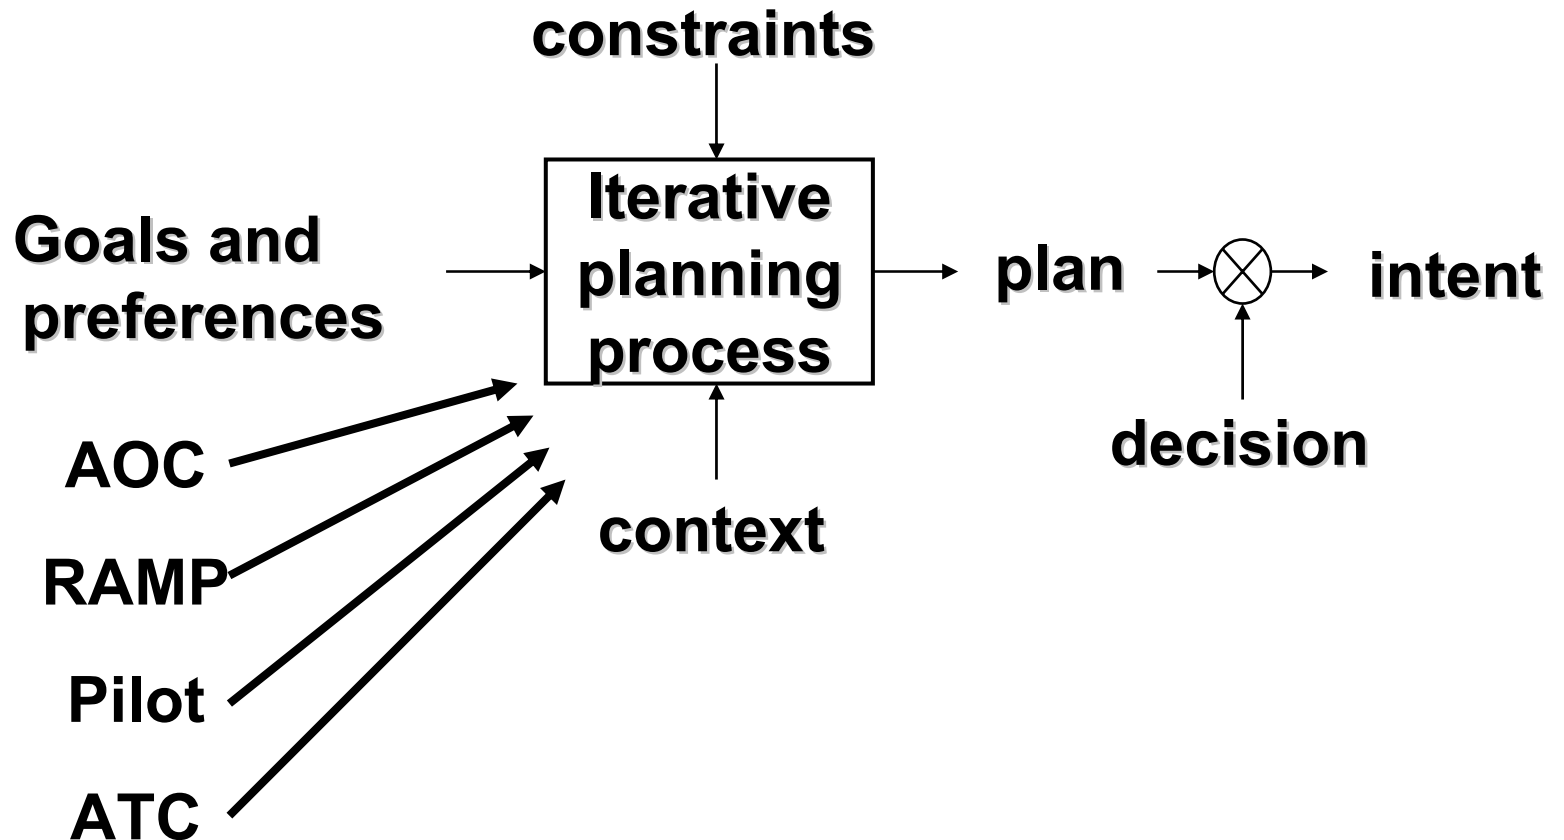 constraints
Goals and
preferences
Iterative
planning
process
plan
intent
decision
context
AOC
RAMP
Pilot
ATC